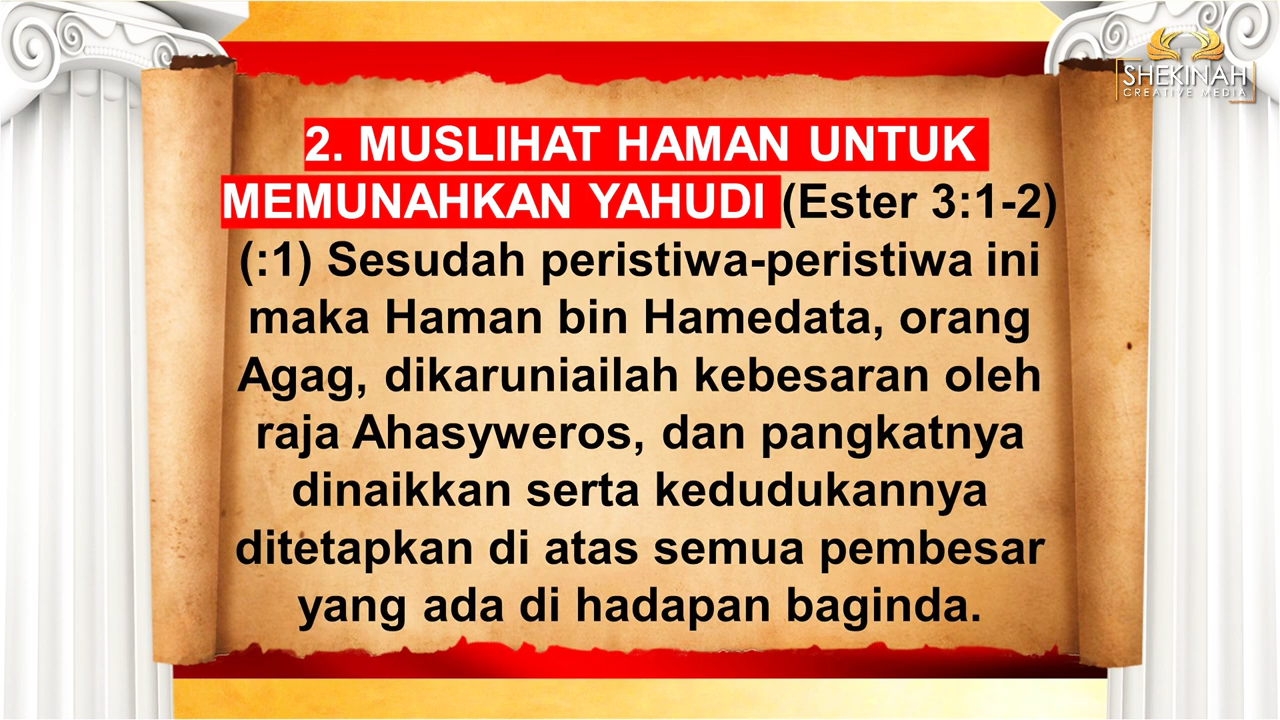 SHEKINAH
CREATIVE MEDIA
2. MUSLIHAT HAMAN UNTUK
MEMUNAHKAN YAHUDI (Ester 3:1-2)
(:1) Sesudah peristiwa-peristiwa ini
maka Haman bin Hamedata, orang
Agag, dikaruniailah kebesaran oleh
raja Ahasyweros, dan pangkatnya
dinaikkan serta kedudukannya
ditetapkan di atas semua pembesar
yang ada di hadapan baginda.